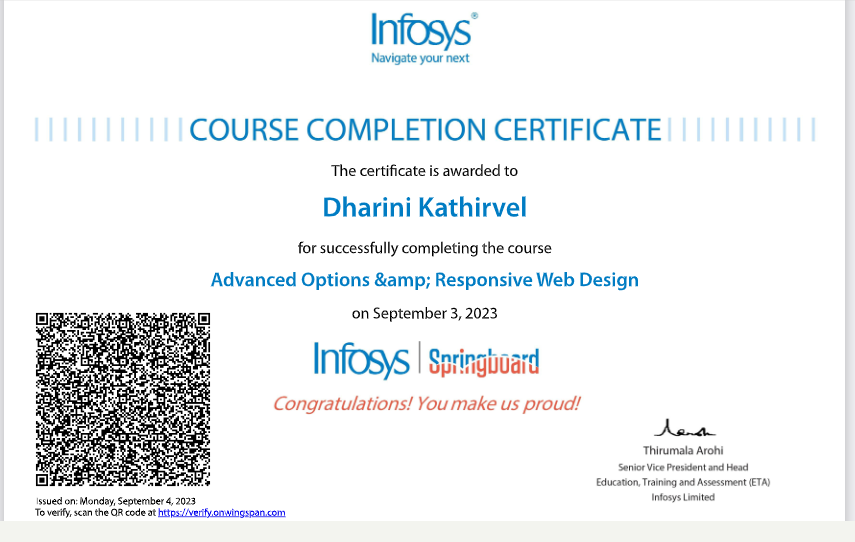 Infosys®
Navigate your next
COURSE COMPLETION CERTIFICATE
The certificate is awarded to
Dharini Kathirvel
for successfully completing the course
Advanced Options &amp; Responsive Web Design
on September 3, 2023
Infosys | Springboard
Congratulations! You make us proud!
Thirumala Arohi
Senior Vice President and Head
Education, Training and Assessment (ETA)
Infosys Limited
Issued on: Monday, September 4, 2023
To verify, scan the QR code at https://verify.onwingspan.com